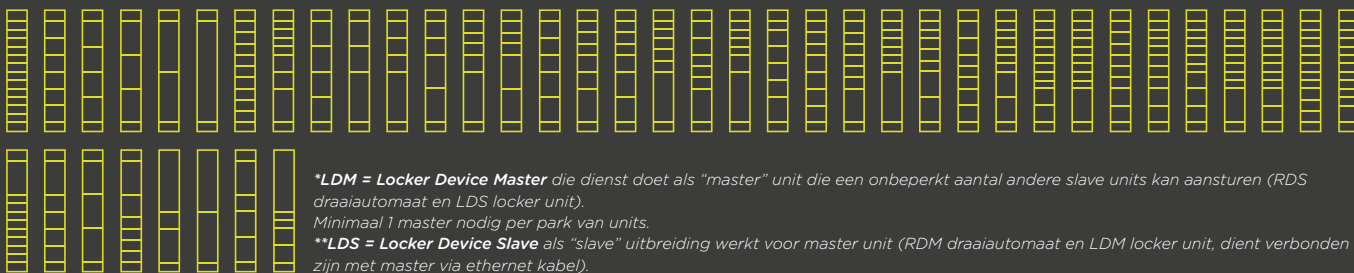 *LDM = Locker Device Master die dienst doet als “master” unit die een onbeperkt aantal andere slave units kan aansturen (RDS
draaiautomaat en LDS locker unit).
Minimaal 1 master nodig per park van units.
**LDS = Locker Device Slave als “slave” uitbreiding werkt voor master unit (RDM draaiautomaat en LDM locker unit, dient verbonden
zijn met master via ethernet kabel).